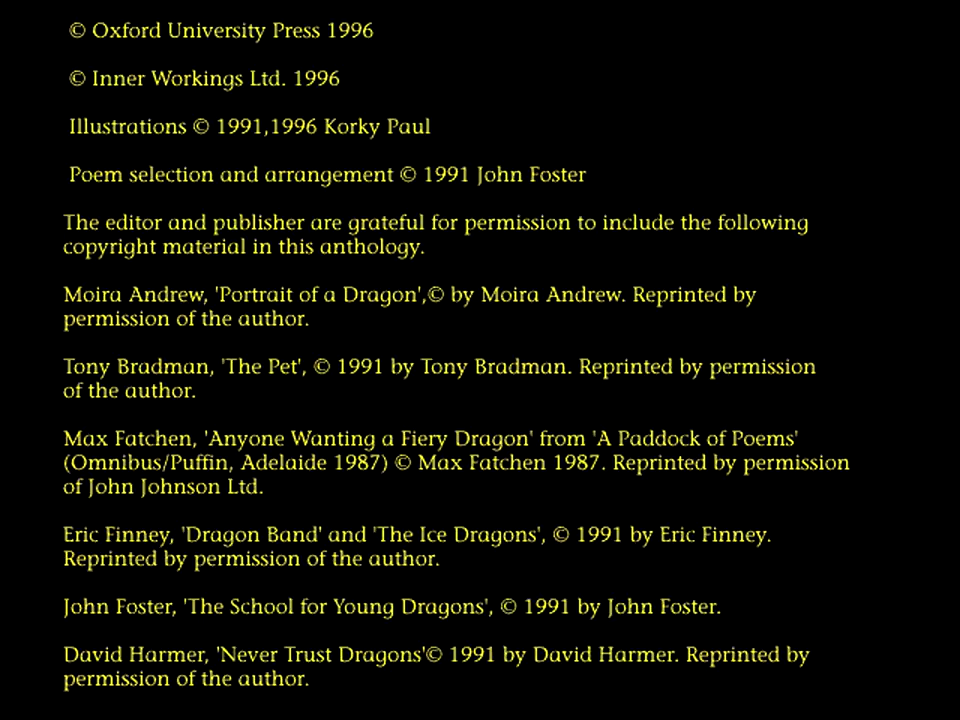 © Oxford University Press 1996
© Inner Workings Ltd. 1996
Illustrations © 1991,1996 Korky Paul
Poem selection and arrangement © 1991 John Foster
The editor and publisher are grateful for permission to include the following
copyright material in this anthology.
Moira Andrew, 'Portrait of a Dragon',© by Moira Andrew. Reprinted by
permission of the author.
Tony Bradman, 'The Pet', © 1991 by Tony Bradman. Reprinted by permission
of the author.
Max Fatchen, 'Anyone Wanting a Fiery Dragon' from 'A Paddock of Poems'
(Omnibus/Puffin, Adelaide 1987) © Max Fatchen 1987. Reprinted by permission
of John Johnson Ltd.
Eric Finney, 'Dragon Band' and 'The Ice Dragons', © 1991 by Eric Finney.
Reprinted by permission of the author.
John Foster, 'The School for Young Dragons', © 1991 by John Foster.
David Harmer, 'Never Trust Dragons'© 1991 by David Harmer. Reprinted by
permission of the author.